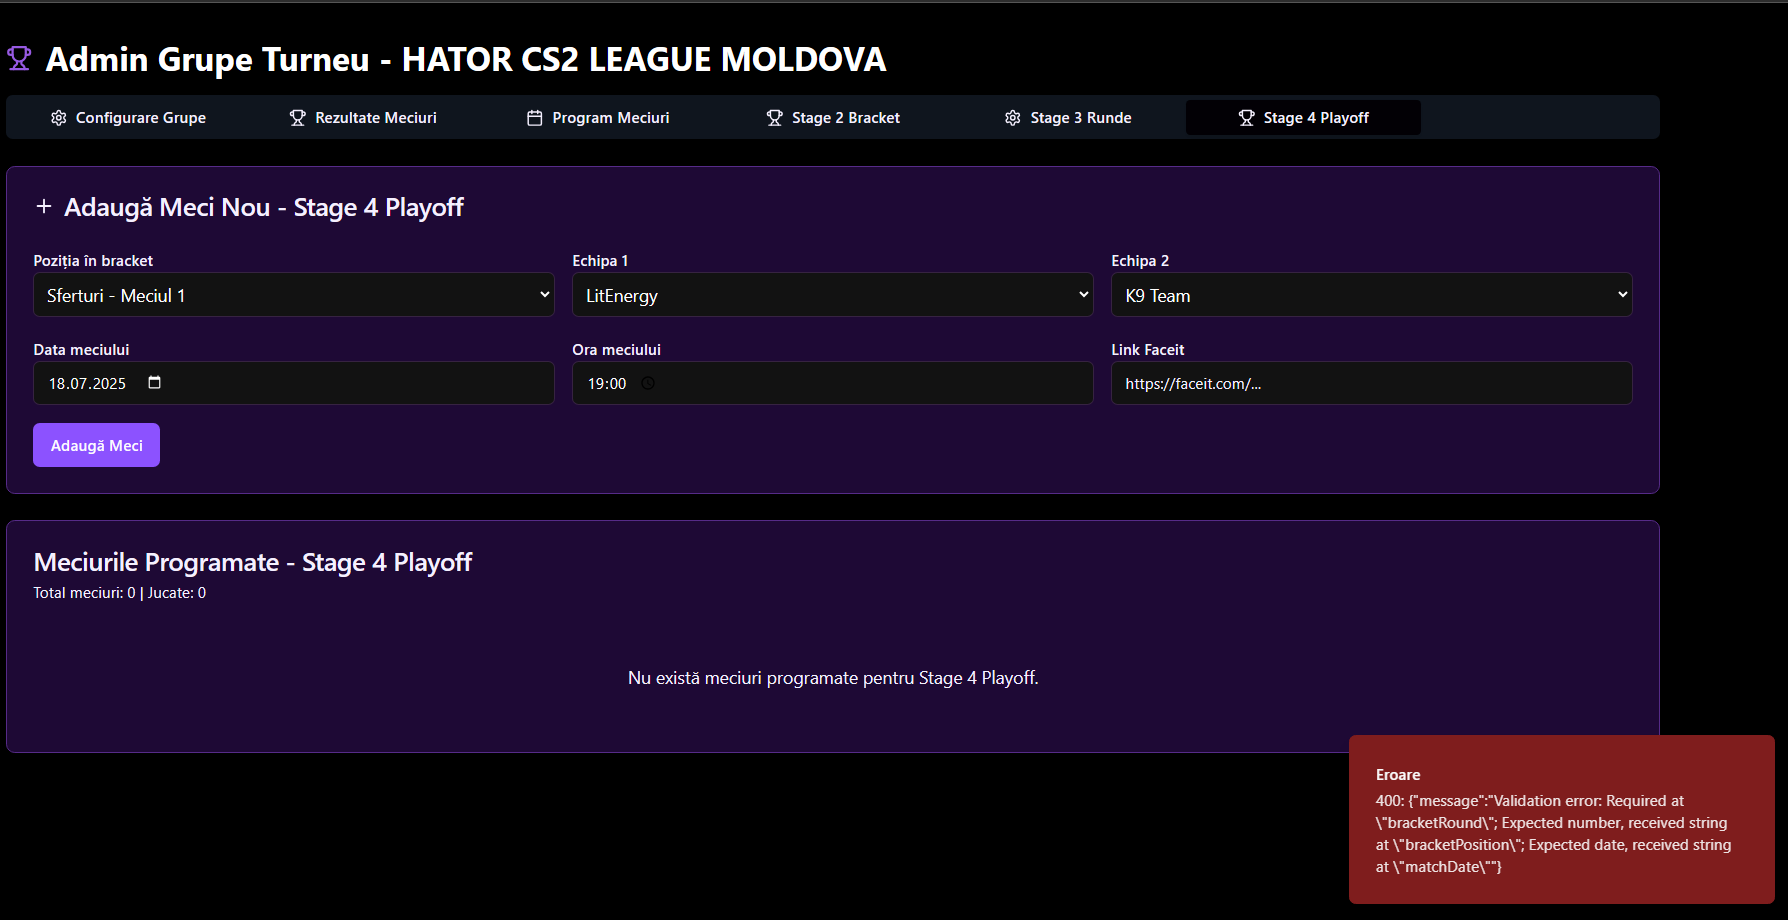 Admin Grupe Turneu - HATOR CS2 LEAGUE MOLDOVA
Configurare Grupe
Rezultate Meciuri
Program Meciuri
Stage 2 Bracket
Stage 3 Runde
Stage 4 Playoff
+ Adaugă Meci Nou - Stage 4 Playoff
Poziția în bracket
Echipa 1
Echipa 2
Sferturi - Meciul 1
LitEnergy
K9 Team
Data meciului
Ora meciului
Link Faceit
18.07.2025
19:00
https://faceit.com/...
Adaugă Meci
Meciurile Programate - Stage 4 Playoff
Total meciuri: 0 | Jucate: 0
Nu există meciuri programate pentru Stage 4 Playoff.
Eroare
400: {"message":"Validation error: Required at
\"bracketRound\"; Expected number, received string
at \"bracketPosition\"; Expected date, received string
at \"matchDate\""}